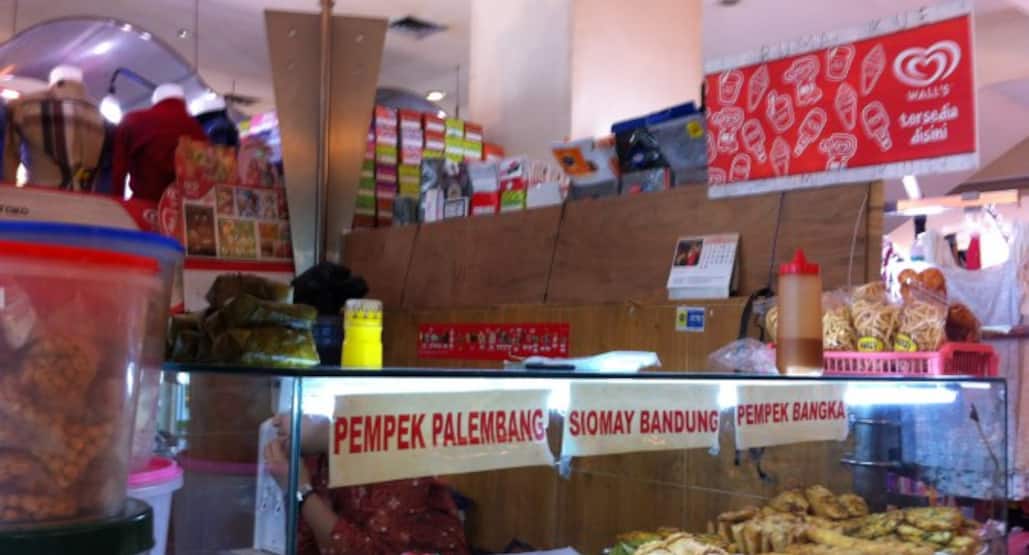 WALL'S
tersedia
disini
PEMPEK PALEMBANG
SIOMAY BANDUNG
PEMPEK BANGKA